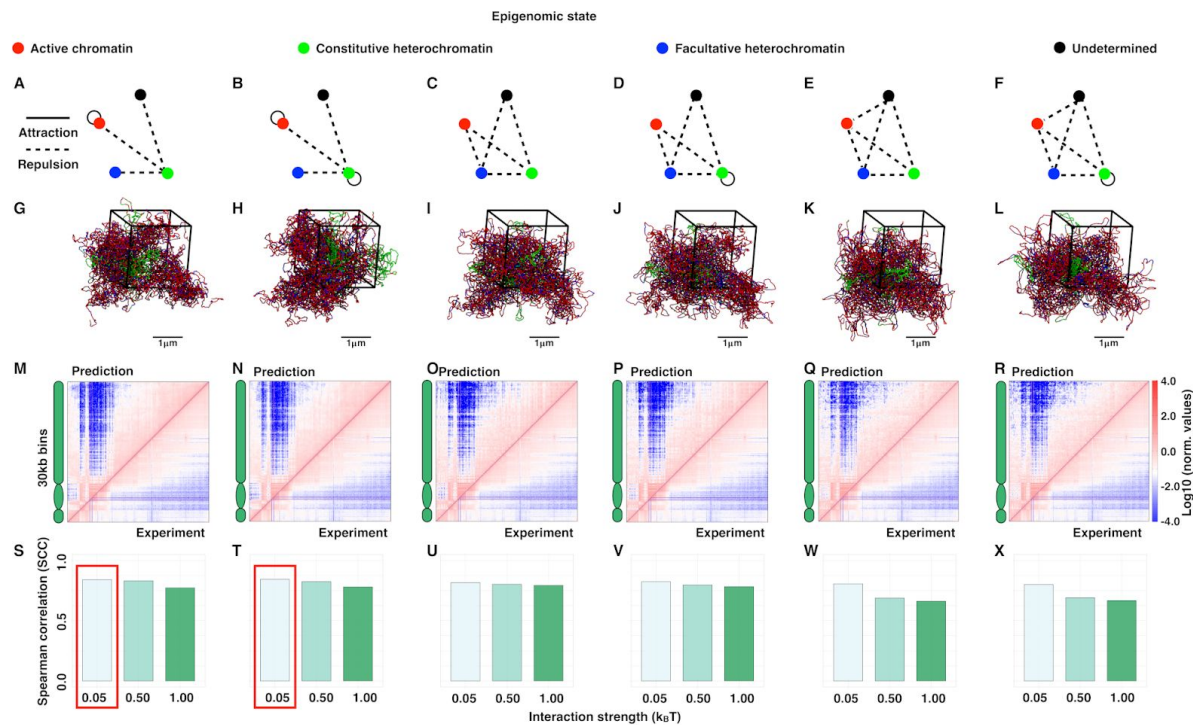 Epigenomic state
Active chromatin Constitutive heterochromatin Facultative heterochromatin Undetermined
A B C D E F
Attraction
Repulsion
G H I J K L
1μm 1μm 1μm 1μm 1μm 1μm
M Prediction N Prediction O Prediction P Prediction Q Prediction R Prediction
4.0
2.0
0.0
-2.0
-4.0
Log10 (norm. values)
30kb bins
Experiment Experiment Experiment Experiment Experiment Experiment
S T U V W X
Spearman correlation (SCC)
1.0
0.5
0.0
0.05 0.50 1.00 0.05 0.50 1.00 0.05 0.50 1.00 0.05 0.50 1.00 0.05 0.50 1.00 0.05 0.50 1.00
Interaction strength (kBT)